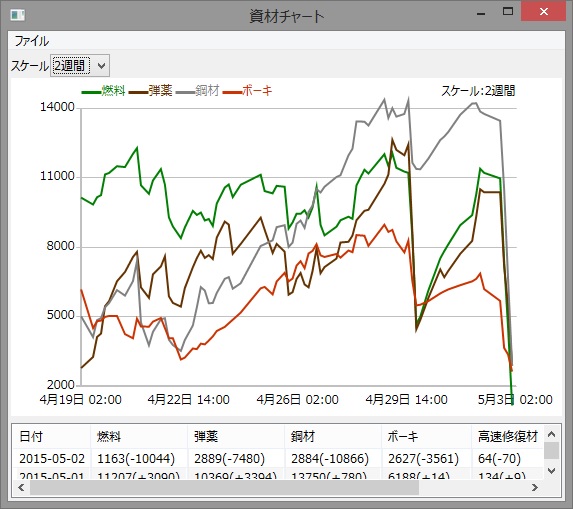 資材チャート
ファイル
スケール 2週間
燃料 弾薬 鋼材 ボーキ スケール:2週間
14000
11000
8000
5000
2000
4月19日 02:00 4月22日 14:00 4月26日 02:00 4月29日 14:00 5月3日 02:00
日付 燃料 弾薬 鋼材 ボーキ 高速修復材
2015-05-02 1163(-10044) 2889(-7480) 2884(-10866) 2627(-3561) 64(-70)
2015-05-01 11207(+3090) 10369(+3394) 13750(+780) 6188(+14) 134(+9)